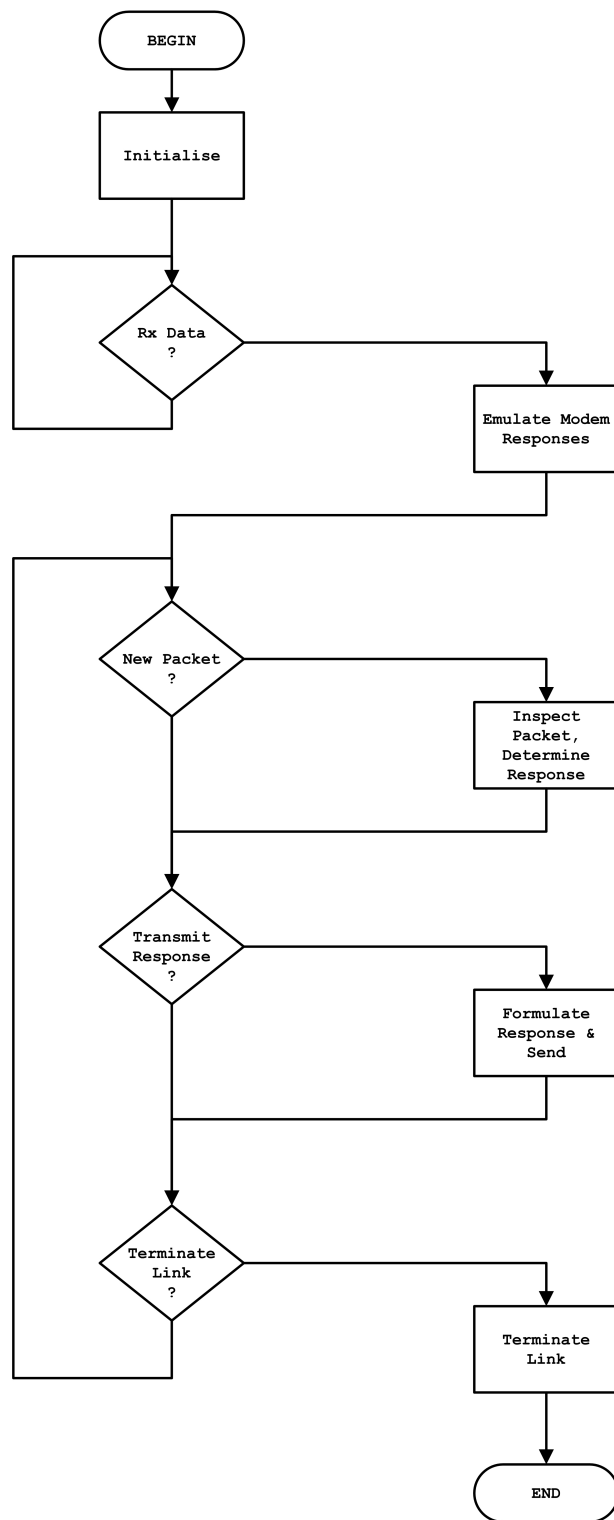 BEGIN
Initialise
Rx Data
?
Emulate Modem
Responses
New Packet
?
Inspect
Packet,
Determine
Response
Transmit
Response
?
Formulate
Response &
Send
Terminate
Link
?
Terminate
Link
END